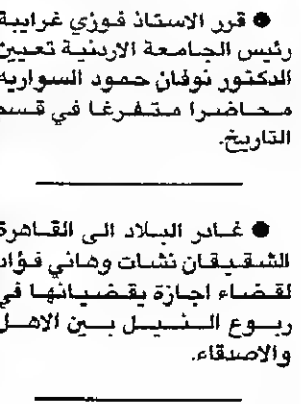 ● قرر الاستاذ فوزي غرايبة
رئيس الجامعة الاردنية تعيين
الدكتور نوفان حمود السوارية
محاضرا متفرغا في قسم
التاريخ.
● غادر البلاد الى القاهرة
الشقيقان نشات وهاني فؤاد
لقضاء اجازة يقضيانها في
ربوع النيل بين الاهل
والاصدقاء.